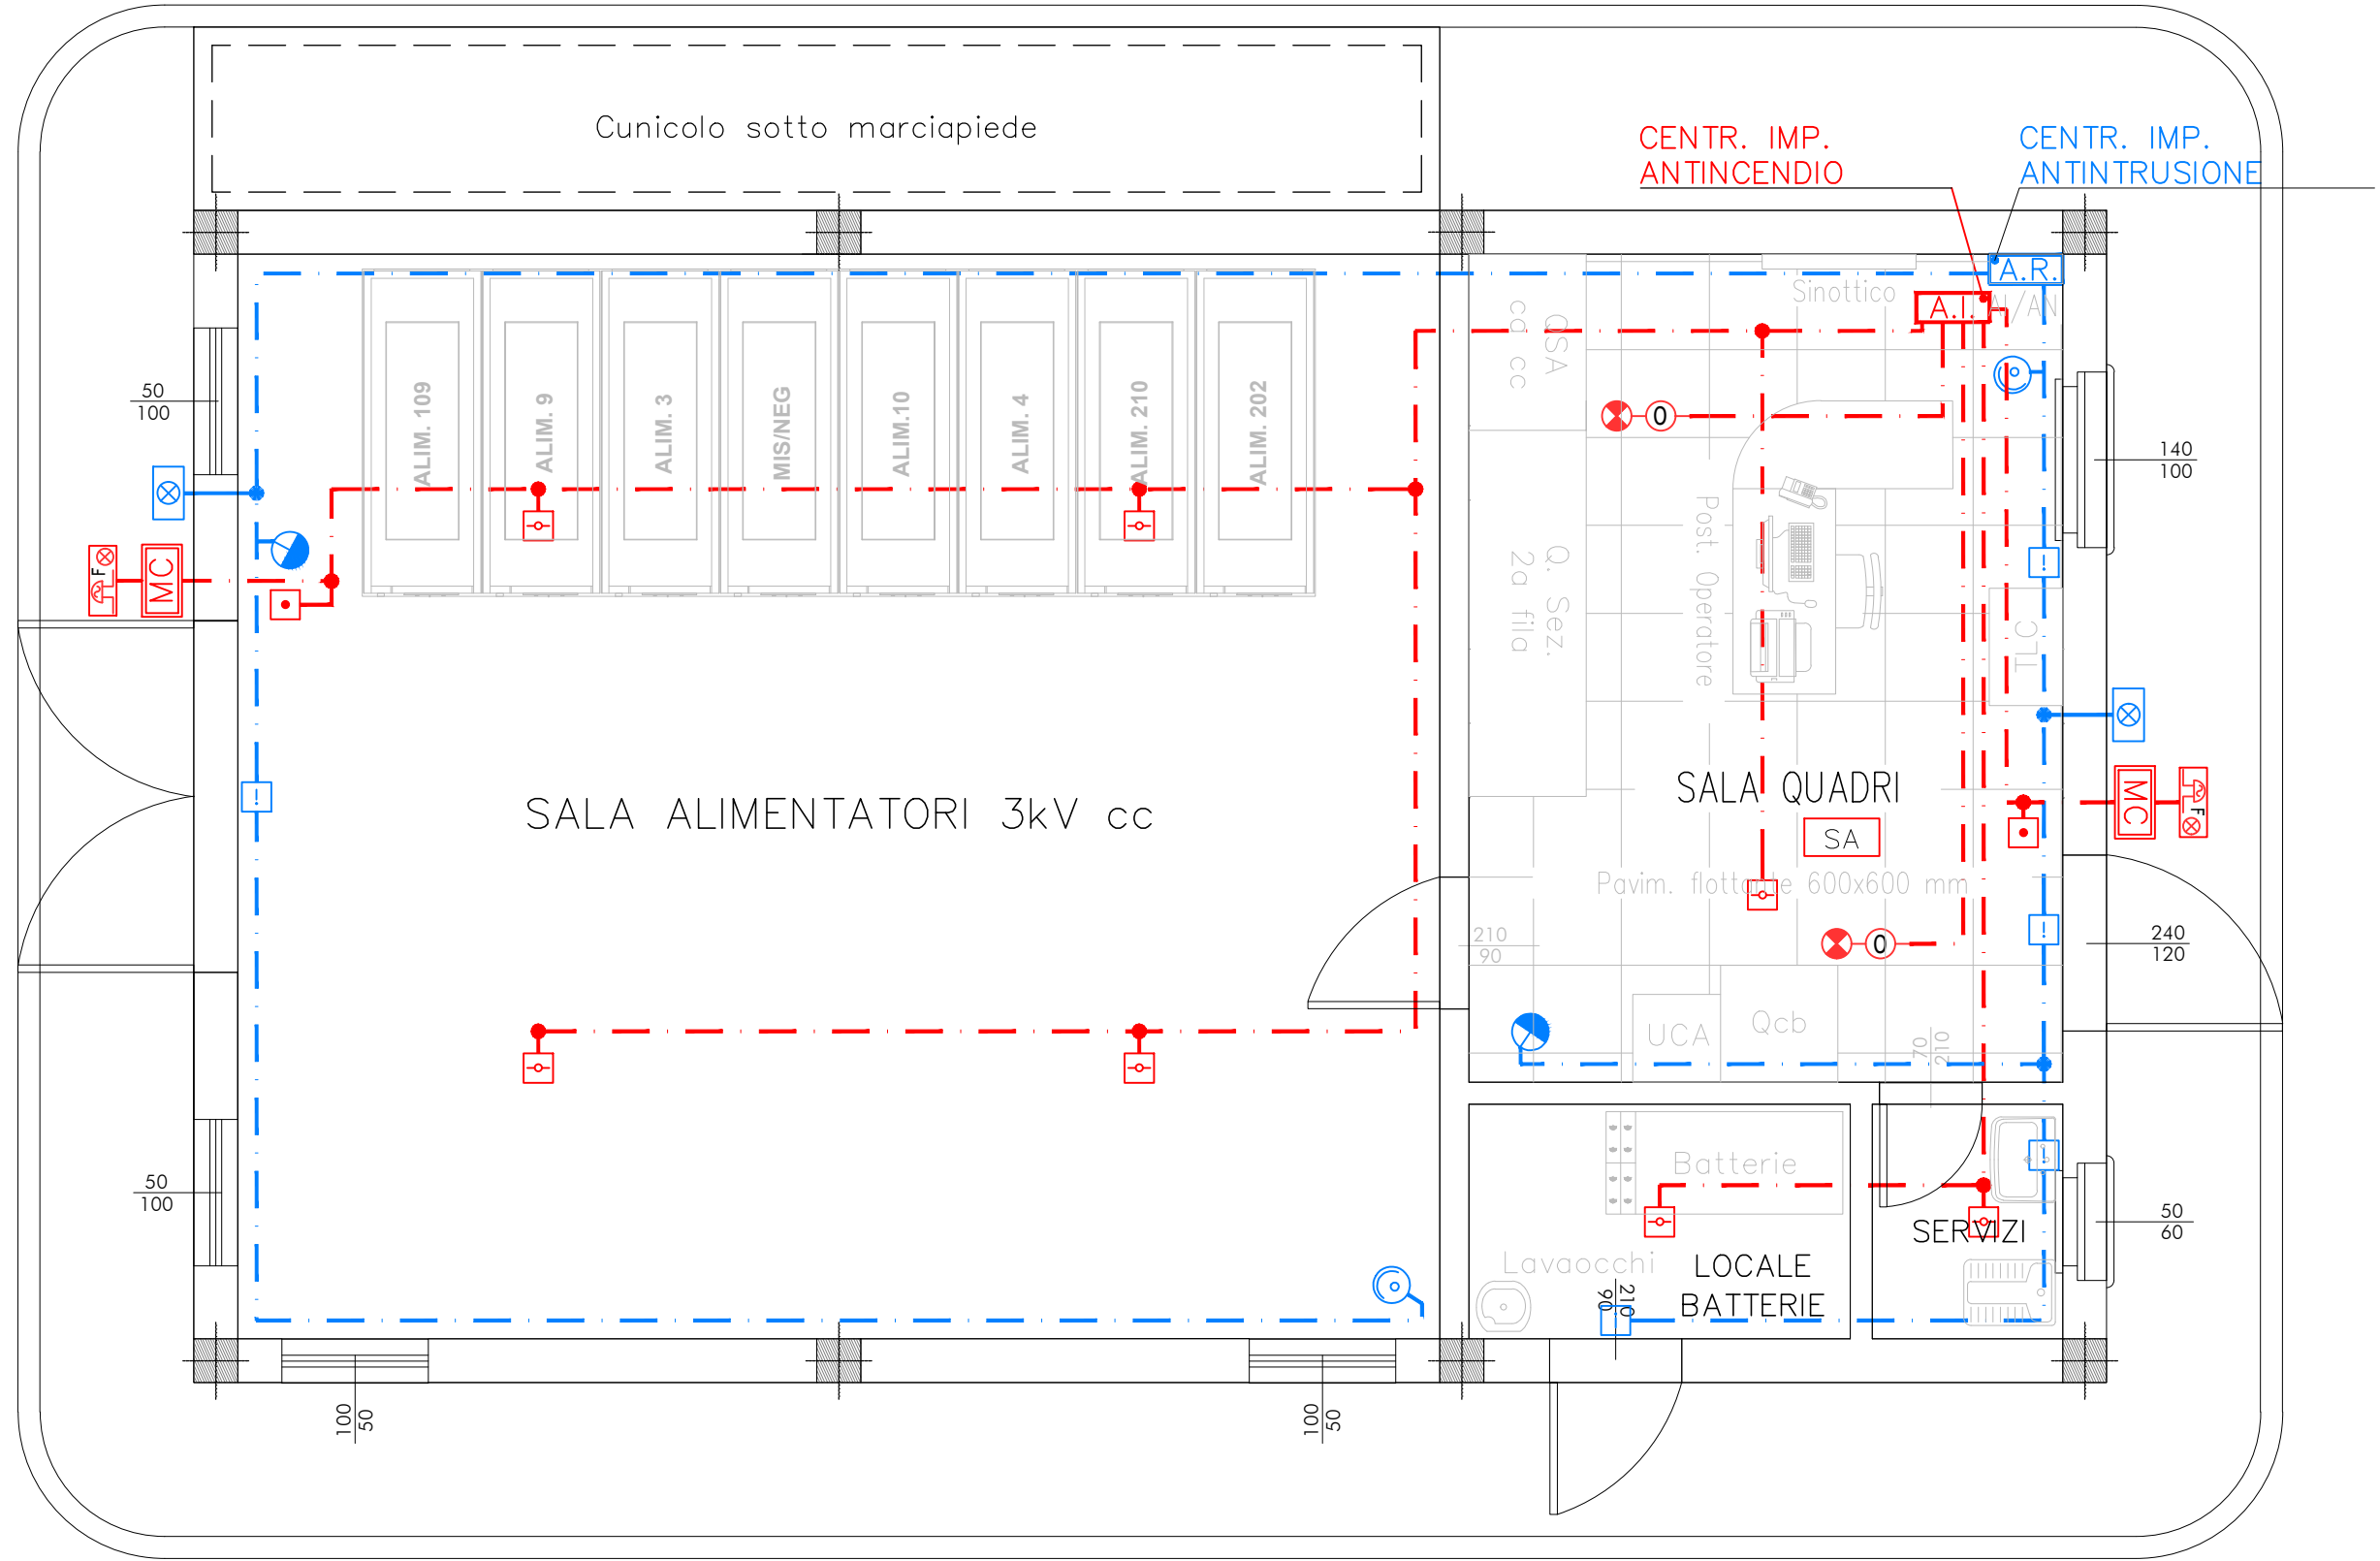 Cunicolo sotto marciapiede
CENTR. IMP.
ANTINCENDIO
CENTR. IMP.
ANTINTRUSIONE
A.R.
A.I.
AI/AN
Sinottico
QSA
ca cc
50
100
ALIM. 109
ALIM. 9
ALIM. 3
MIS/NEG
ALIM.10
ALIM. 4
ALIM. 210
ALIM. 202
O
140
100
Post. Operatore
Q. Sez.
2a fila
F
MC
TLC
SALA ALIMENTATORI 3kV cc
SALA QUADRI
SA
MC
F
Pavim. flottante 600x600 mm
210
90
O
240
120
UCA
Qcb
70
210
Batterie
50
100
SERVIZI
50
60
Lavaocchi
LOCALE
BATTERIE
210
90
100
50
100
50